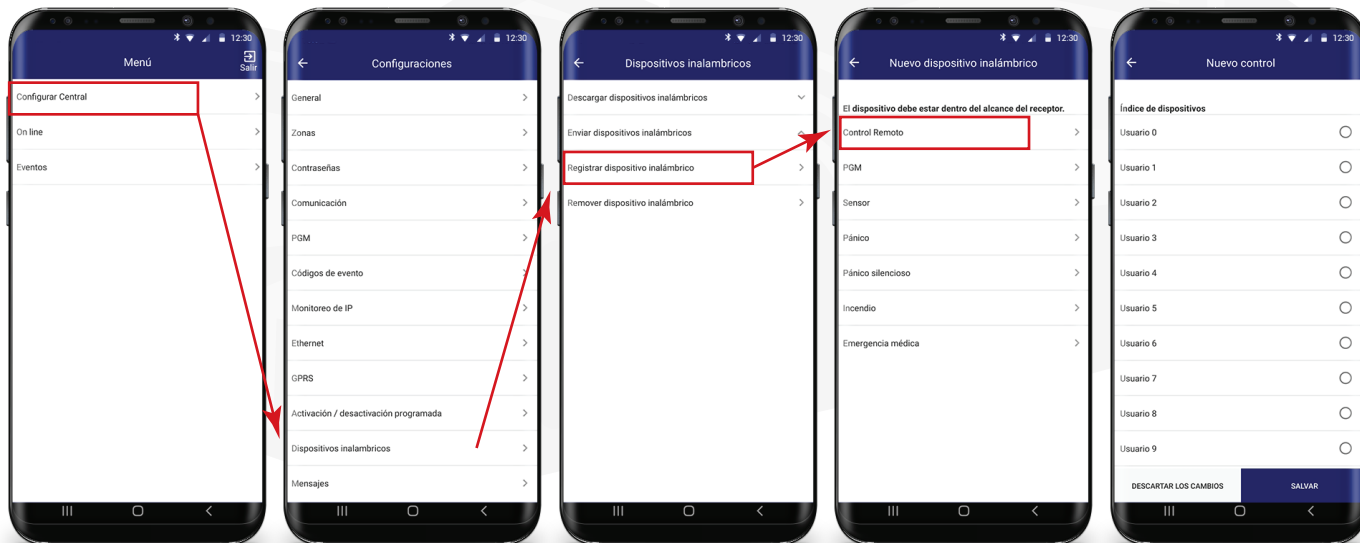 12:30
Menú
Salir
Configurar Central
On line
Eventos
12:30
Configuraciones
General
Zonas
Contraseñas
Comunicación
PGM
Códigos de evento
Monitoreo de IP
Ethernet
GPRS
Activación / desactivación programada
Dispositivos inalambricos
Mensajes
12:30
Dispositivos inalambricos
Descargar dispositivos inalámbricos
Enviar dispositivos inalámbricos
Registrar dispositivo inalámbrico
Remover dispositivo inalámbrico
12:30
Nuevo dispositivo inalámbrico
El dispositivo debe estar dentro del alcance del receptor.
Control Remoto
PGM
Sensor
Pánico
Pánico silencioso
Incendio
Emergencia médica
12:30
Nuevo control
Índice de dispositivos
Usuario 0
Usuario 1
Usuario 2
Usuario 3
Usuario 4
Usuario 5
Usuario 6
Usuario 7
Usuario 8
Usuario 9
DESCARTAR LOS CAMBIOS
SALVAR